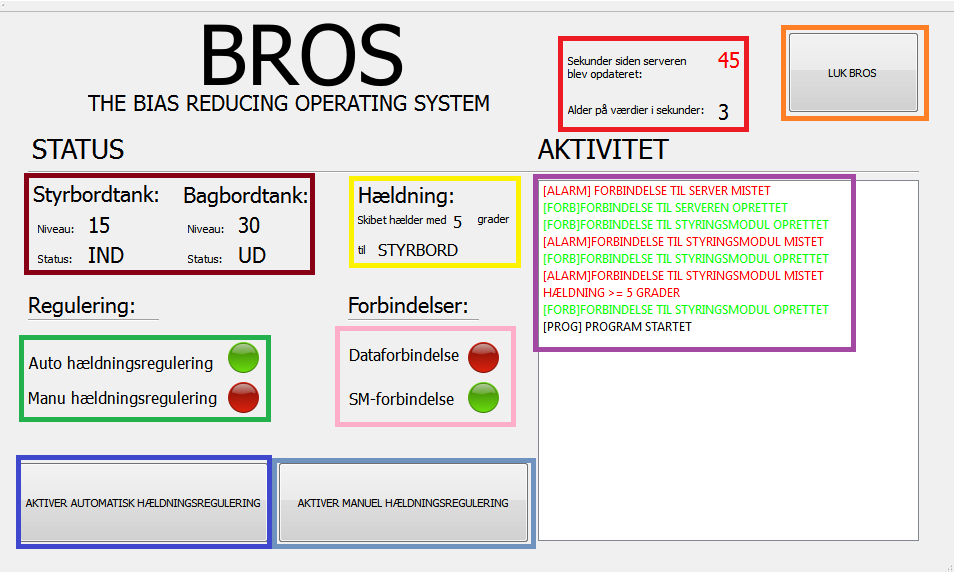 BROS
THE BIAS REDUCING OPERATING SYSTEM
Sekunder siden serveren
blev opdateret: 45
Alder på værdier i sekunder: 3
LUK BROS
STATUS
Styrbordtank:
Niveau: 15
Status: IND
Bagbordtank:
Niveau: 30
Status: UD
Hældning:
Skibet hælder med 5 grader
til STYRBORD
Regulering:
Auto hældningsregulering
Manu hældningsregulering
Forbindelser:
Dataforbindelse
SM-forbindelse
AKTIVER AUTOMATISK HÆLDNINGSREGULERING
AKTIVER MANUEL HÆLDNINGSREGULERING
AKTIVITET
[ALARM] FORBINDELSE TIL SERVER MISTET
[FORB]FORBINDELSE TIL SERVEREN OPRETTET
[FORB]FORBINDELSE TIL STYRINGSMODUL OPRETTET
[ALARM]FORBINDELSE TIL STYRINGSMODUL MISTET
[FORB]FORBINDELSE TIL STYRINGSMODUL OPRETTET
[ALARM]FORBINDELSE TIL STYRINGSMODUL MISTET
HÆLDNING >= 5 GRADER
[FORB]FORBINDELSE TIL STYRINGSMODUL OPRETTET
[PROG] PROGRAM STARTET